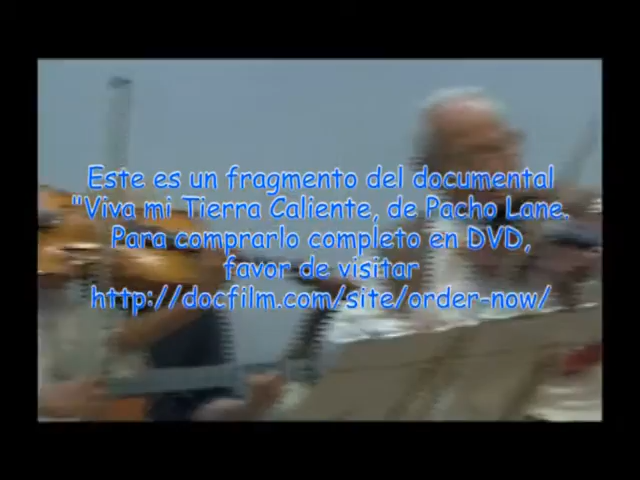 Este es un fragmento del documental
"Viva mi Tierra Caliente, de Pacho Lane.
Para comprarlo completo en DVD,
favor de visitar
http://docfilm.com/site/order-now/